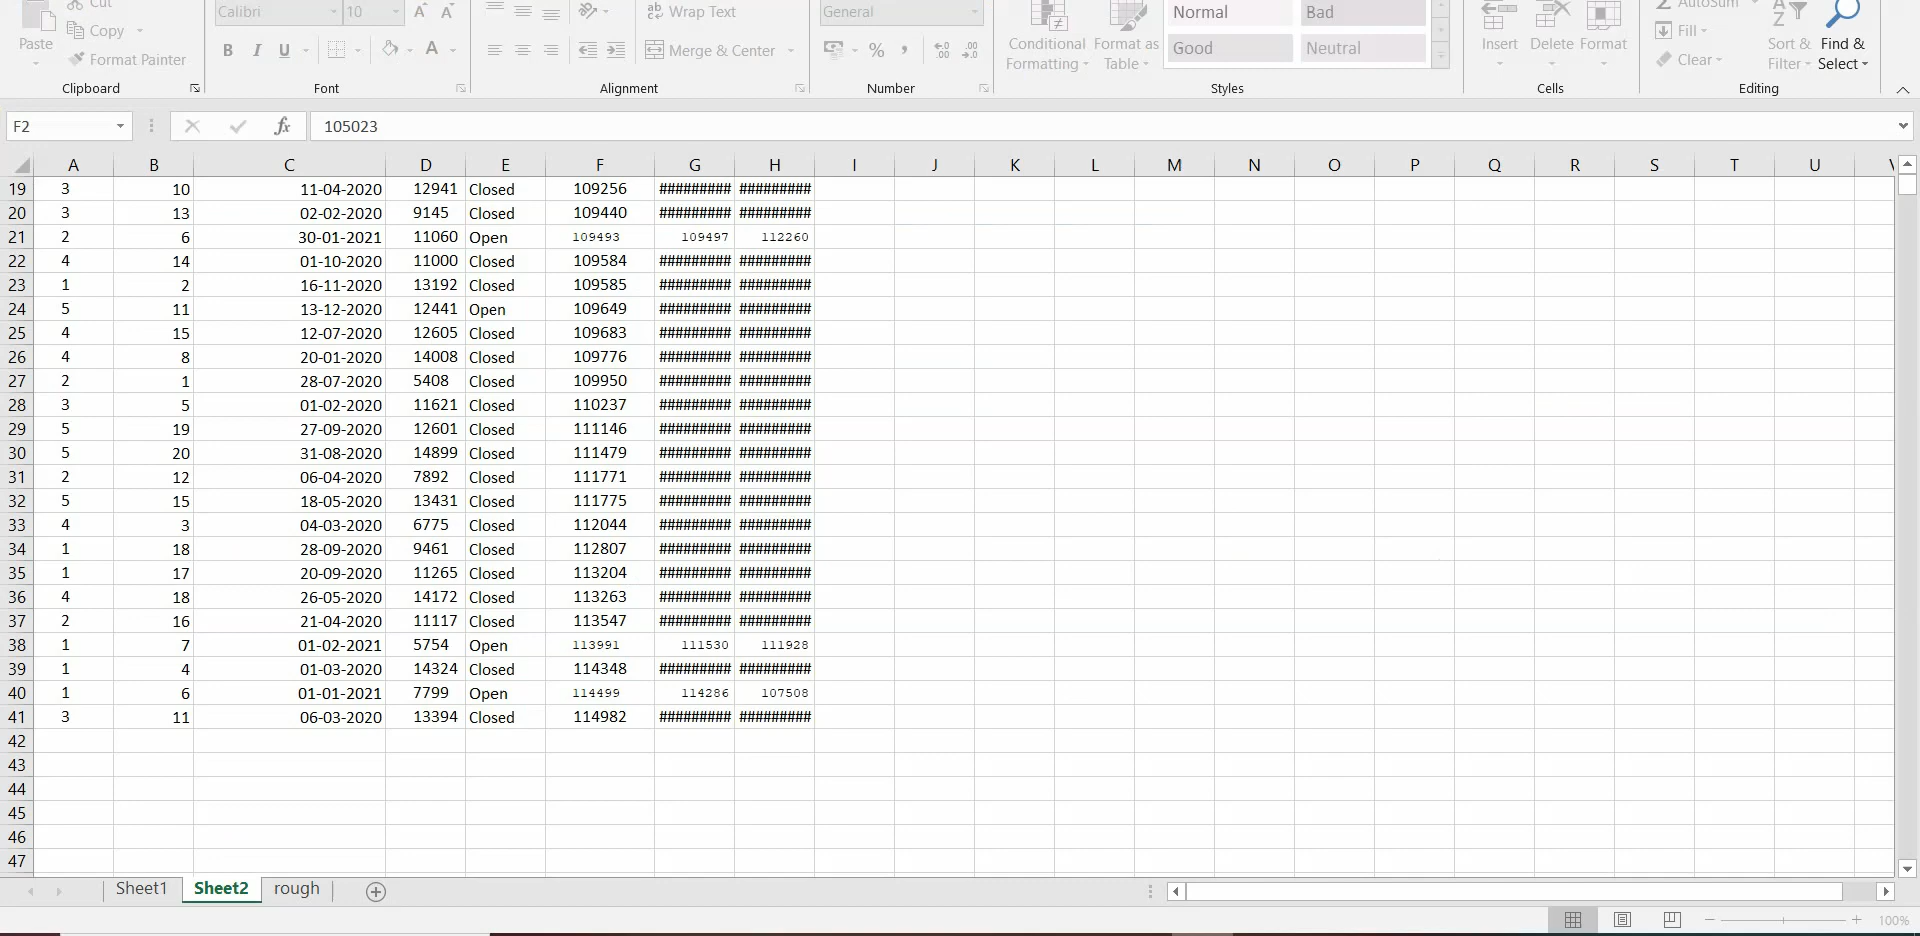 Cut
Copy
Paste
Format Painter
Clipboard
Calibri 10 A A
B I U A
Font
ab Wrap Text
Merge & Center
Alignment
General
% , .00 .00
Number
Conditional Formatting
Format as Table
Normal Bad
Good Neutral
Styles
Insert Delete Format
Cells
AutoSum
Fill
Clear
Sort & Filter
Find & Select
Editing
F2 fx 105023
A B C D E F G H I J K L M N O P Q R S T U
19 3 10 11-04-2020 12941 Closed 109256 ######### #########
20 3 13 02-02-2020 9145 Closed 109440 ######### #########
21 2 6 30-01-2021 11060 Open 109493 109497 112260
22 4 14 01-10-2020 11000 Closed 109584 ######### #########
23 1 2 16-11-2020 13192 Closed 109585 ######### #########
24 5 11 13-12-2020 12441 Open 109649 ######### #########
25 4 15 12-07-2020 12605 Closed 109683 ######### #########
26 4 8 20-01-2020 14008 Closed 109776 ######### #########
27 2 1 28-07-2020 5408 Closed 109950 ######### #########
28 3 5 01-02-2020 11621 Closed 110237 ######### #########
29 5 19 27-09-2020 12601 Closed 111146 ######### #########
30 5 20 31-08-2020 14899 Closed 111479 ######### #########
31 2 12 06-04-2020 7892 Closed 111771 ######### #########
32 5 15 18-05-2020 13431 Closed 111775 ######### #########
33 4 3 04-03-2020 6775 Closed 112044 ######### #########
34 1 18 28-09-2020 9461 Closed 112807 ######### #########
35 1 17 20-09-2020 11265 Closed 113204 ######### #########
36 4 18 26-05-2020 14172 Closed 113263 ######### #########
37 2 16 21-04-2020 11117 Closed 113547 ######### #########
38 1 7 01-02-2021 5754 Open 113991 111530 111928
39 1 4 01-03-2020 14324 Closed 114348 ######### #########
40 1 6 01-01-2021 7799 Open 114499 114286 107508
41 3 11 06-03-2020 13394 Closed 114982 ######### #########
42
43
44
45
46
47
Sheet1 Sheet2 rough
100%